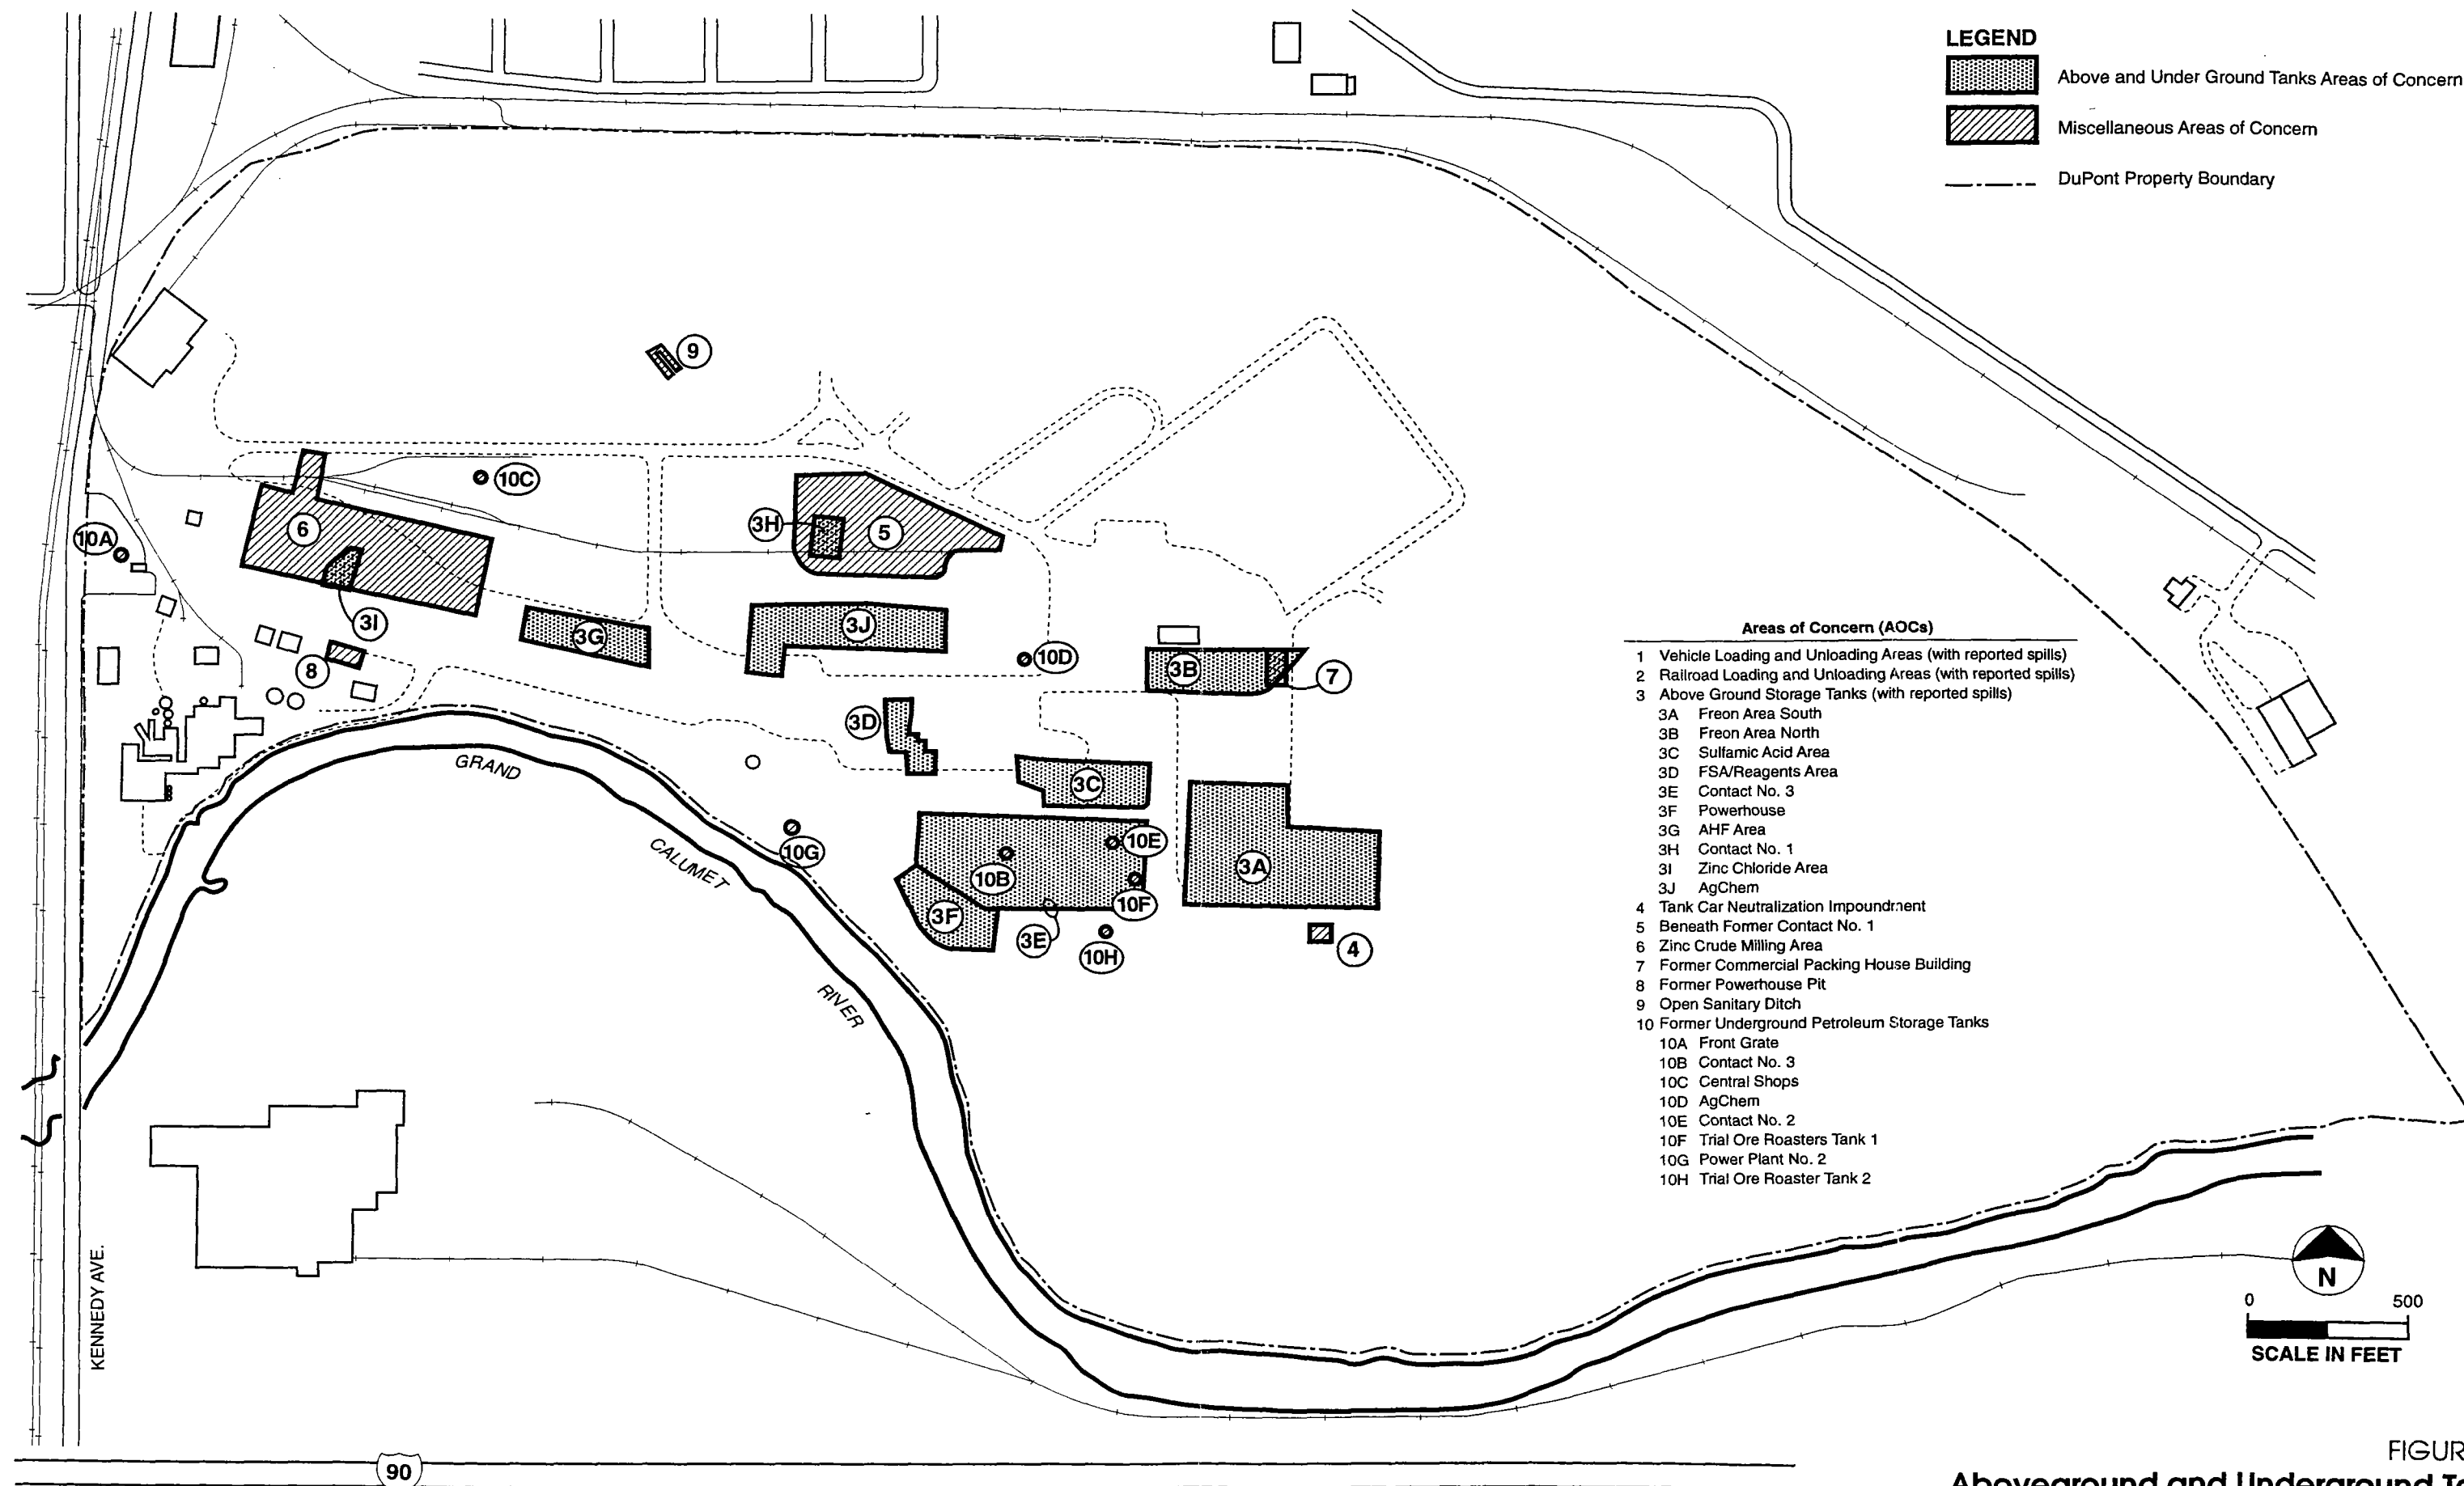 LEGEND
Above and Under Ground Tanks Areas of Concern
Miscellaneous Areas of Concern
DuPont Property Boundary
9
10C
6
10A
3H
5
3I
3G
3J
8
10D
3B
7
3D
3C
GRAND
CALUMET
RIVER
10G
10B
10E
3A
10F
3F
3E
10H
4
Areas of Concern (AOCs)
1 Vehicle Loading and Unloading Areas (with reported spills)
2 Railroad Loading and Unloading Areas (with reported spills)
3 Above Ground Storage Tanks (with reported spills)
3A Freon Area South
3B Freon Area North
3C Sulfamic Acid Area
3D FSA/Reagents Area
3E Contact No. 3
3F Powerhouse
3G AHF Area
3H Contact No. 1
3I Zinc Chloride Area
3J AgChem
4 Tank Car Neutralization Impoundment
5 Beneath Former Contact No. 1
6 Zinc Crude Milling Area
7 Former Commercial Packing House Building
8 Former Powerhouse Pit
9 Open Sanitary Ditch
10 Former Underground Petroleum Storage Tanks
10A Front Grate
10B Contact No. 3
10C Central Shops
10D AgChem
10E Contact No. 2
10F Trial Ore Roasters Tank 1
10G Power Plant No. 2
10H Trial Ore Roaster Tank 2
KENNEDY AVE.
N
0 500
SCALE IN FEET
90
FIGUR
Aboveground and Underground Ta